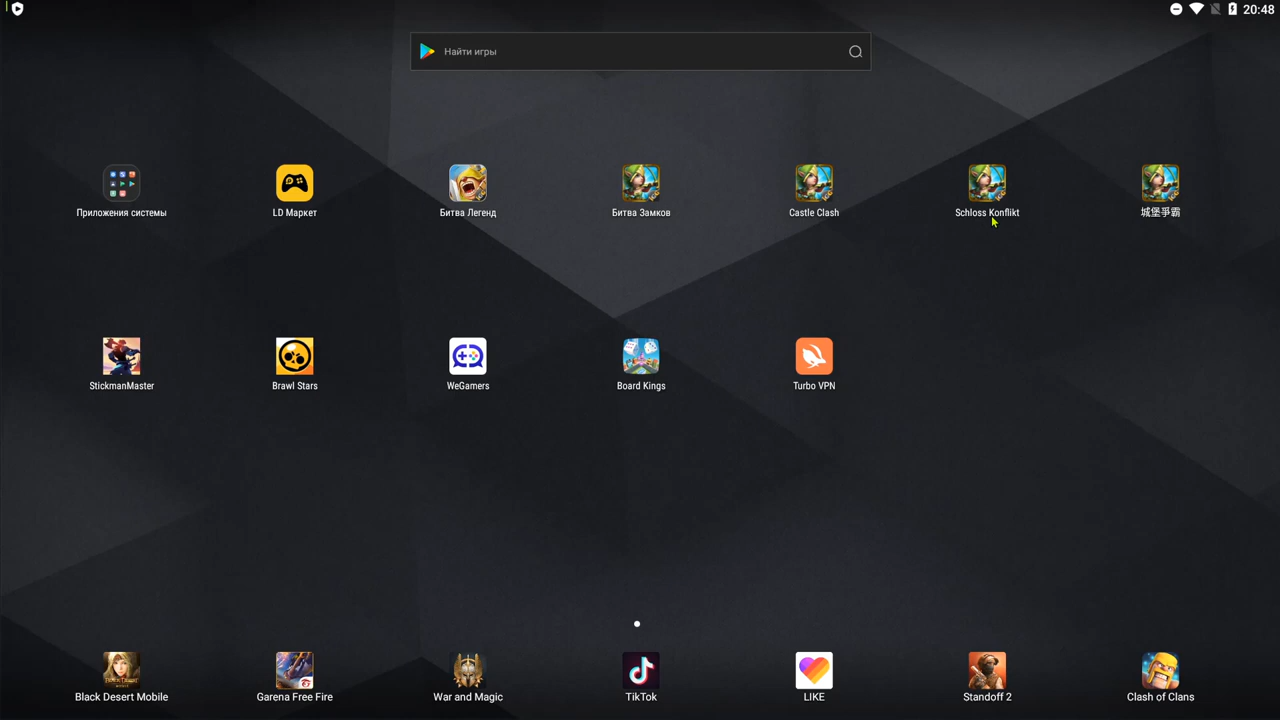 20:48
Найти игры
Приложения системы
LD Маркет
Битва Легенд
Битва Замков
Castle Clash
Schloss Konflikt
城堡爭霸
StickmanMaster
Brawl Stars
WeGamers
Board Kings
Turbo VPN
Black Desert Mobile
Garena Free Fire
War and Magic
TikTok
LIKE
Standoff 2
Clash of Clans